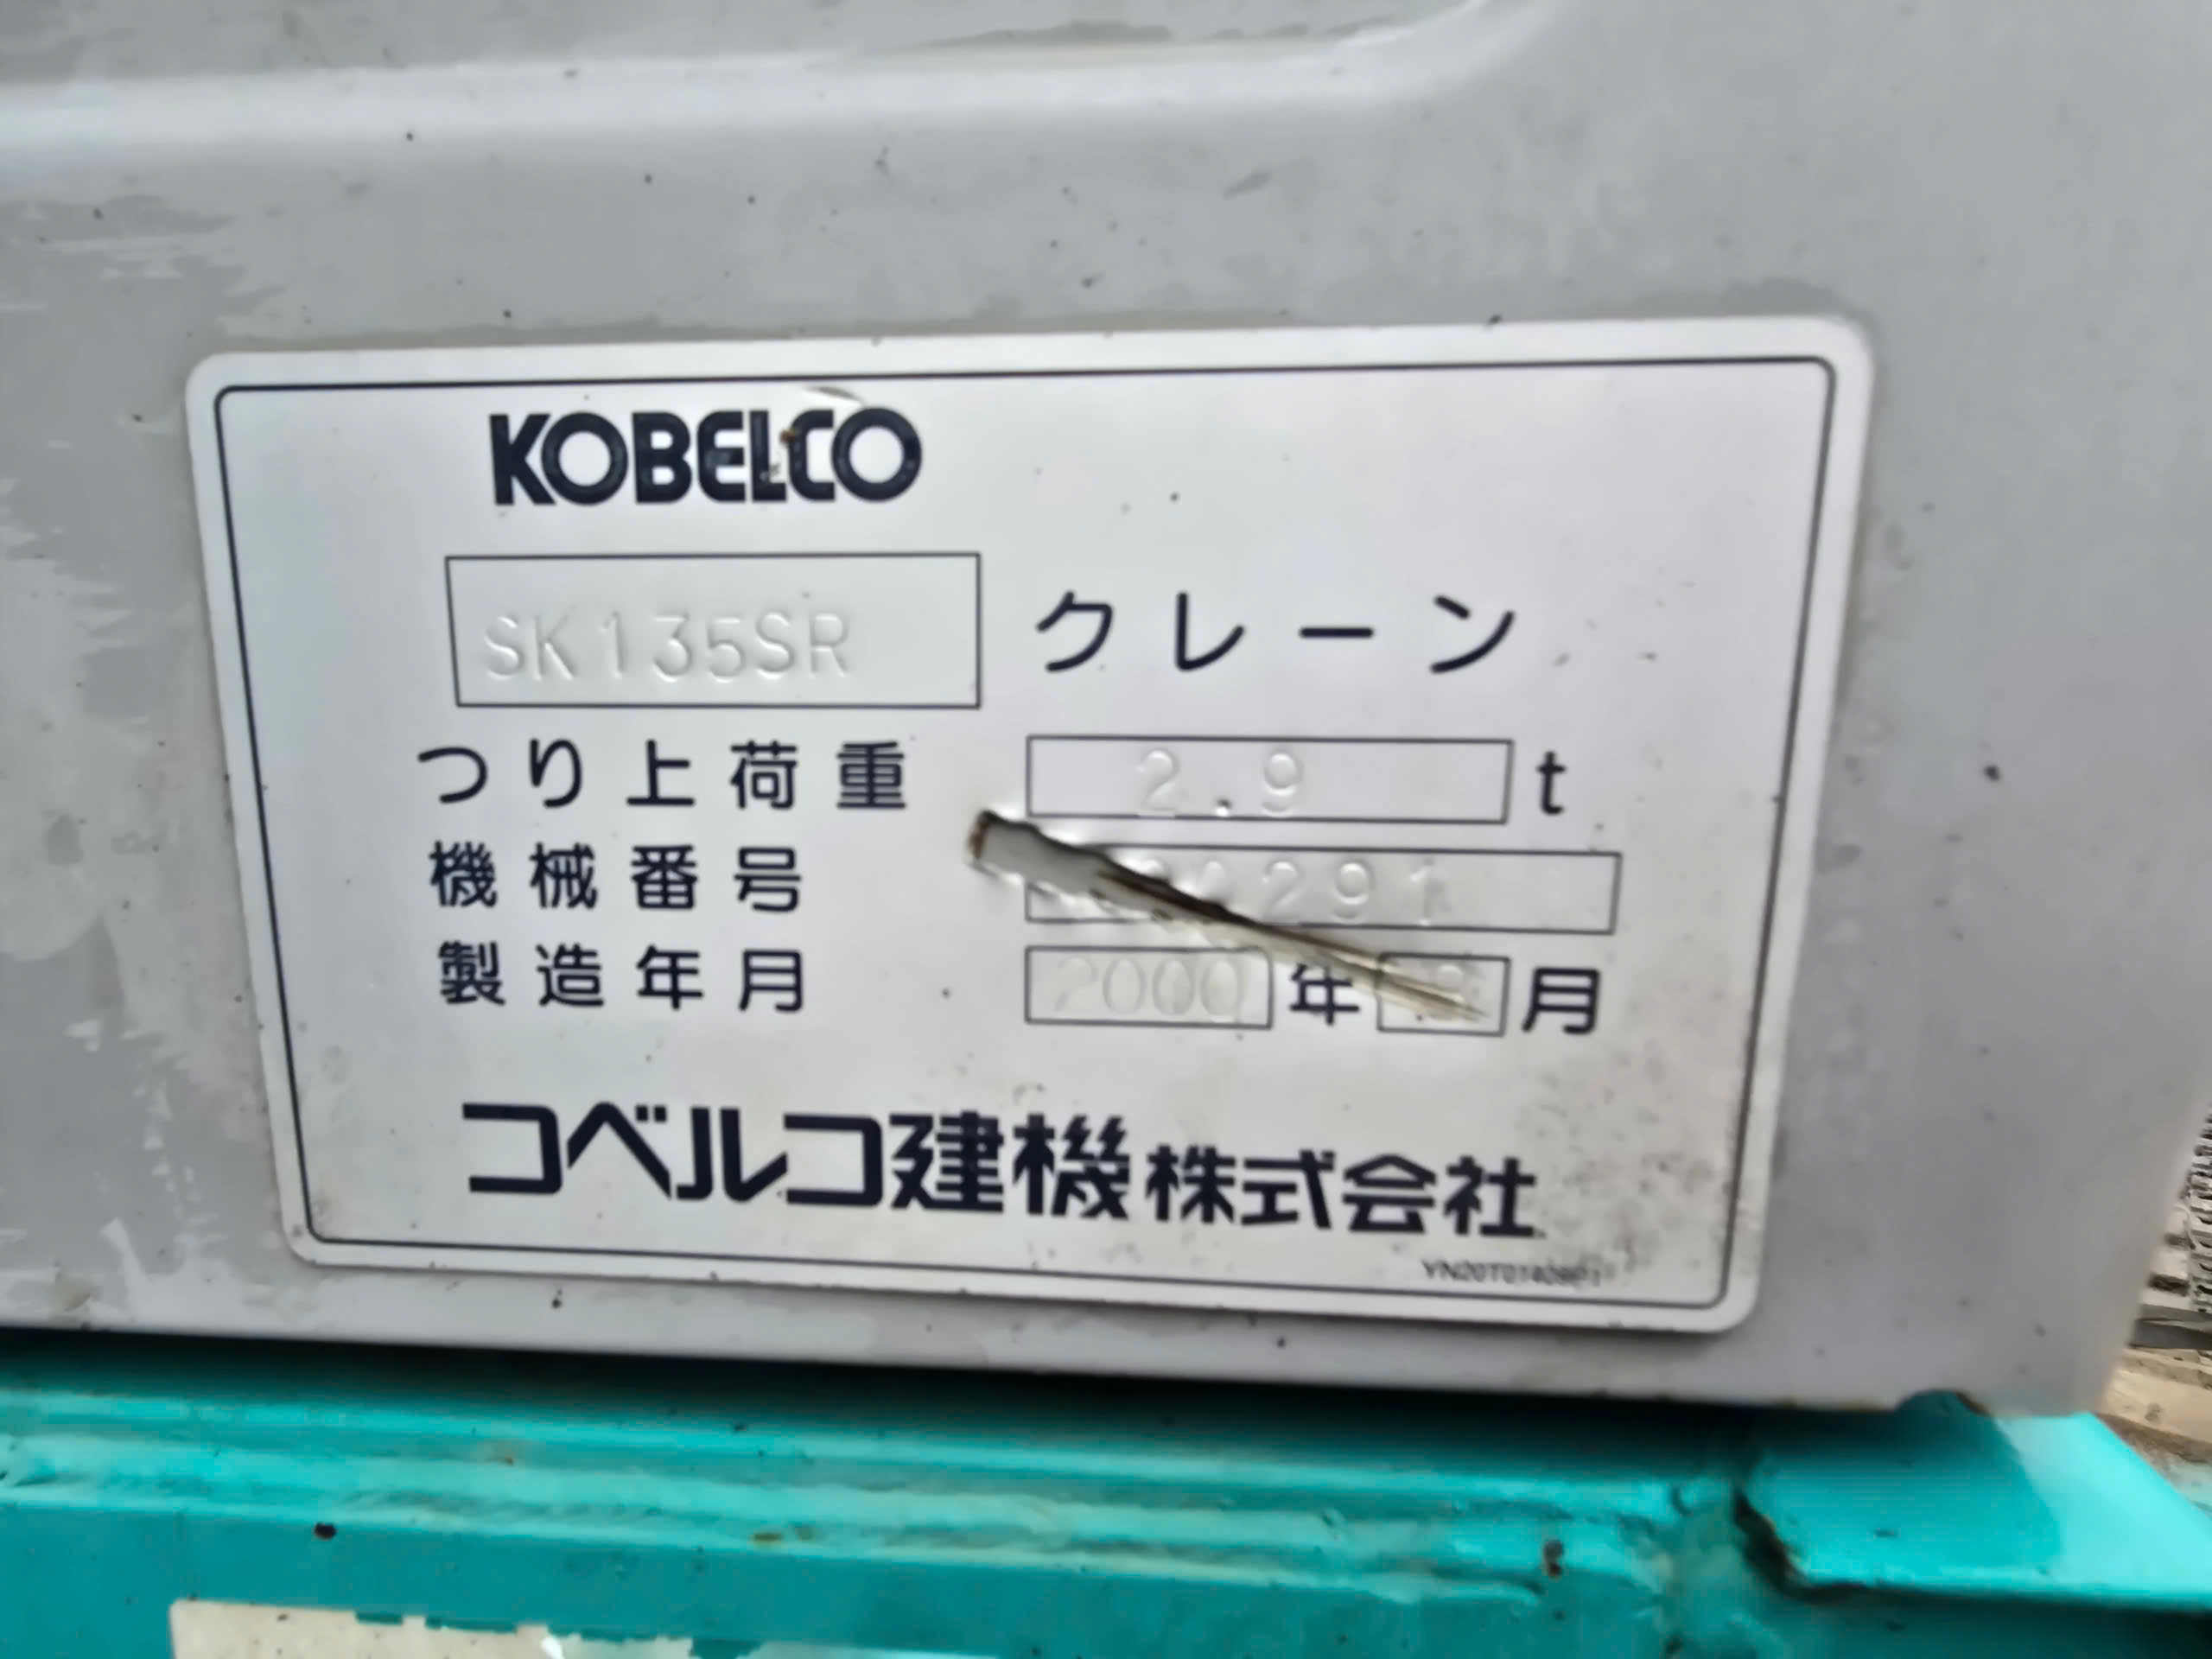 KOBELCO
SK135SR クレーン
つり上荷重 2.9 t
機械番号 291
製造年月 2000 年 月
コベルコ建機株式会社